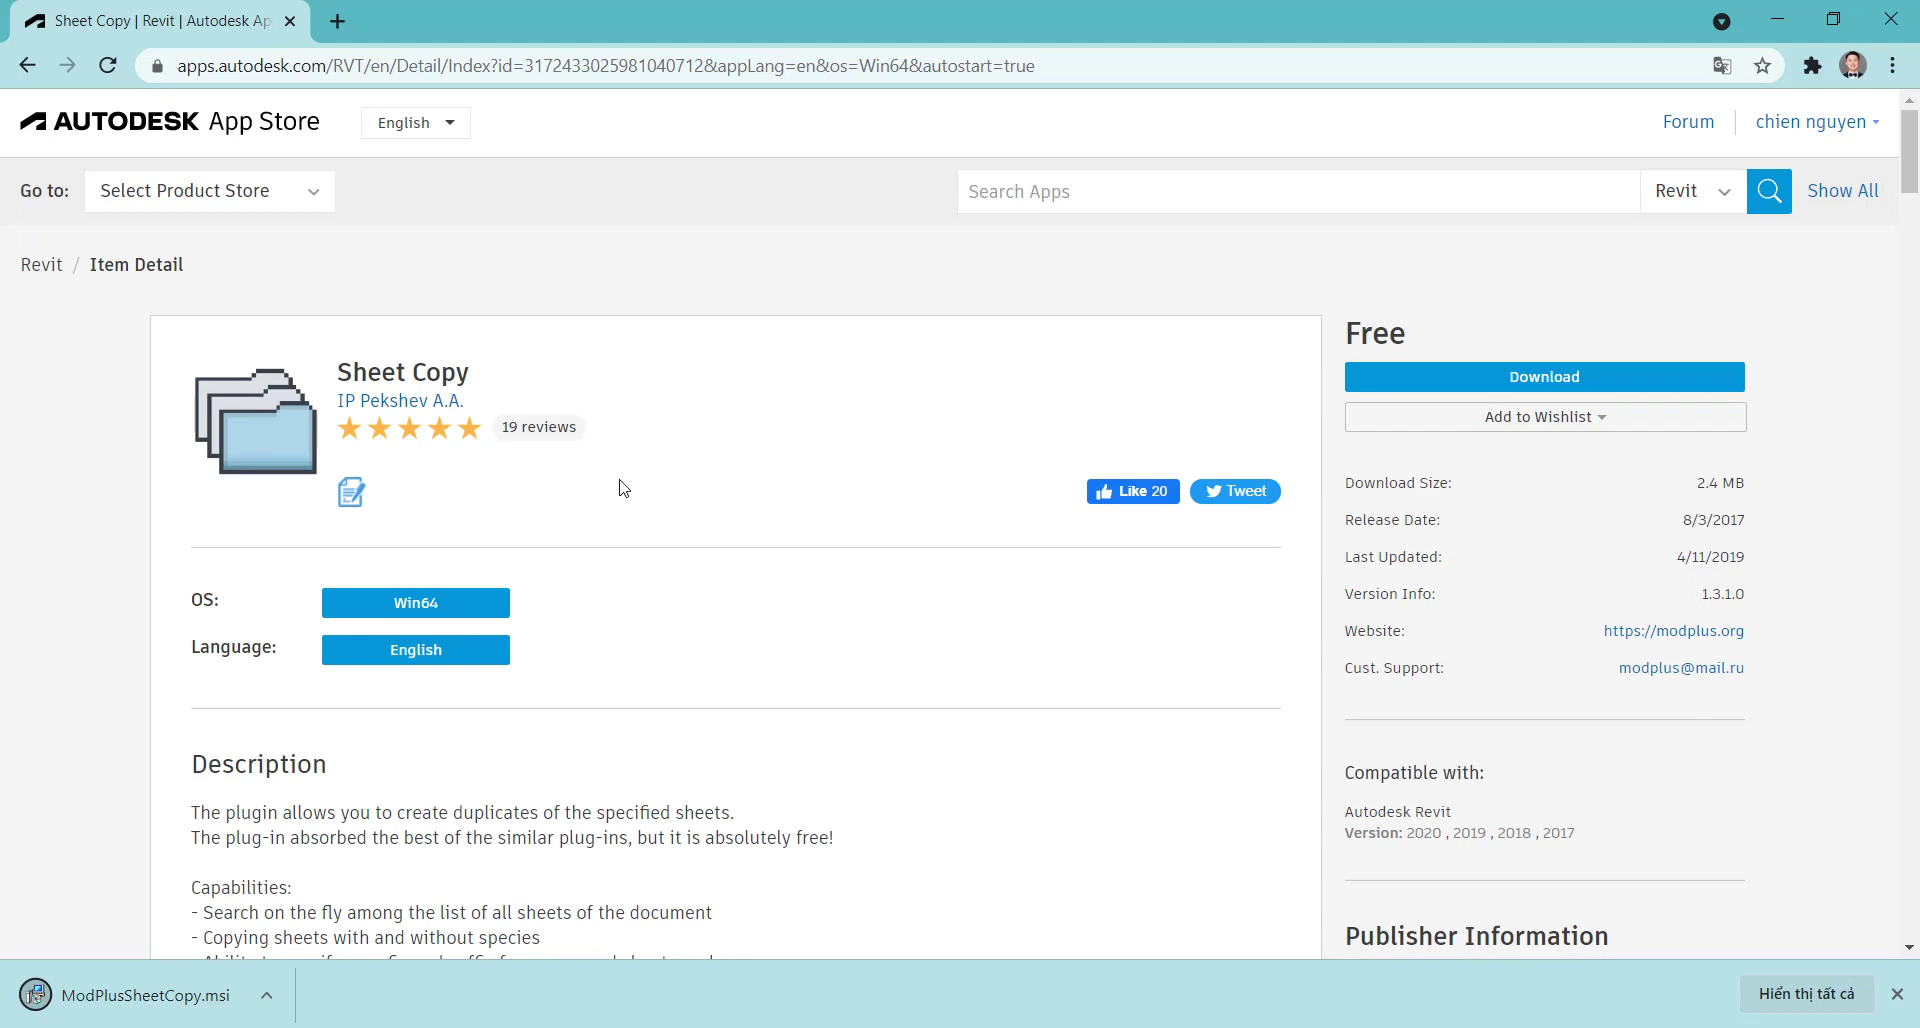 Sheet Copy | Revit | Autodesk Ap
apps.autodesk.com/RVT/en/Detail/Index?id=3172433025981040712&appLang=en&os=Win64&autostart=true
AUTODESK App Store
English
Forum
chien nguyen
Go to:
Select Product Store
Search Apps
Revit
Show All
Revit / Item Detail
Sheet Copy
IP Pekshev A.A.
19 reviews
Like 20
Tweet
OS:
Win64
Language:
English
Description
The plugin allows you to create duplicates of the specified sheets.
The plug-in absorbed the best of the similar plug-ins, but it is absolutely free!
Capabilities:
- Search on the fly among the list of all sheets of the document
- Copying sheets with and without species
Free
Download
Add to Wishlist
Download Size: 2.4 MB
Release Date: 8/3/2017
Last Updated: 4/11/2019
Version Info: 1.3.1.0
Website: https://modplus.org
Cust. Support: modplus@mail.ru
Compatible with:
Autodesk Revit
Version: 2020 , 2019 , 2018 , 2017
Publisher Information
ModPlusSheetCopy.msi
Hiển thị tất cả